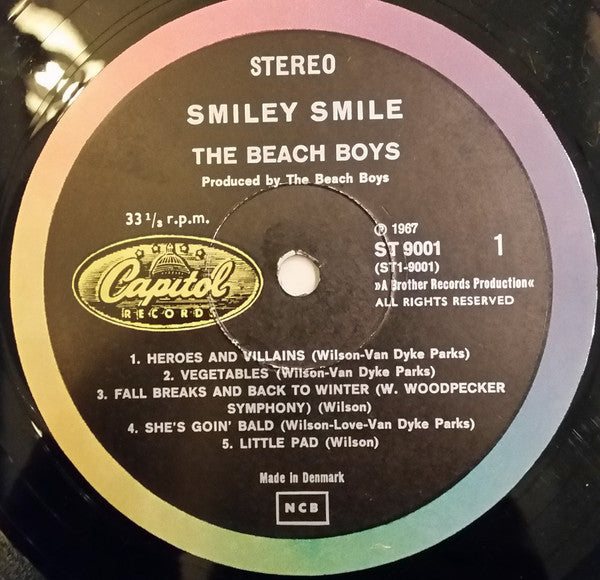 STEREO
SMILEY SMILE
THE BEACH BOYS
Produced by The Beach Boys
33 1/3 r.p.m.
Ⓟ 1967
ST 9001 1
(ST1-9001)
»A Brother Records Production«
ALL RIGHTS RESERVED
Capitol
RECORDS
1. HEROES AND VILLAINS (Wilson-Van Dyke Parks)
2. VEGETABLES (Wilson-Van Dyke Parks)
3. FALL BREAKS AND BACK TO WINTER (W. WOODPECKER
SYMPHONY) (Wilson)
4. SHE'S GOIN' BALD (Wilson-Love-Van Dyke Parks)
5. LITTLE PAD (Wilson)
Made in Denmark
NCB